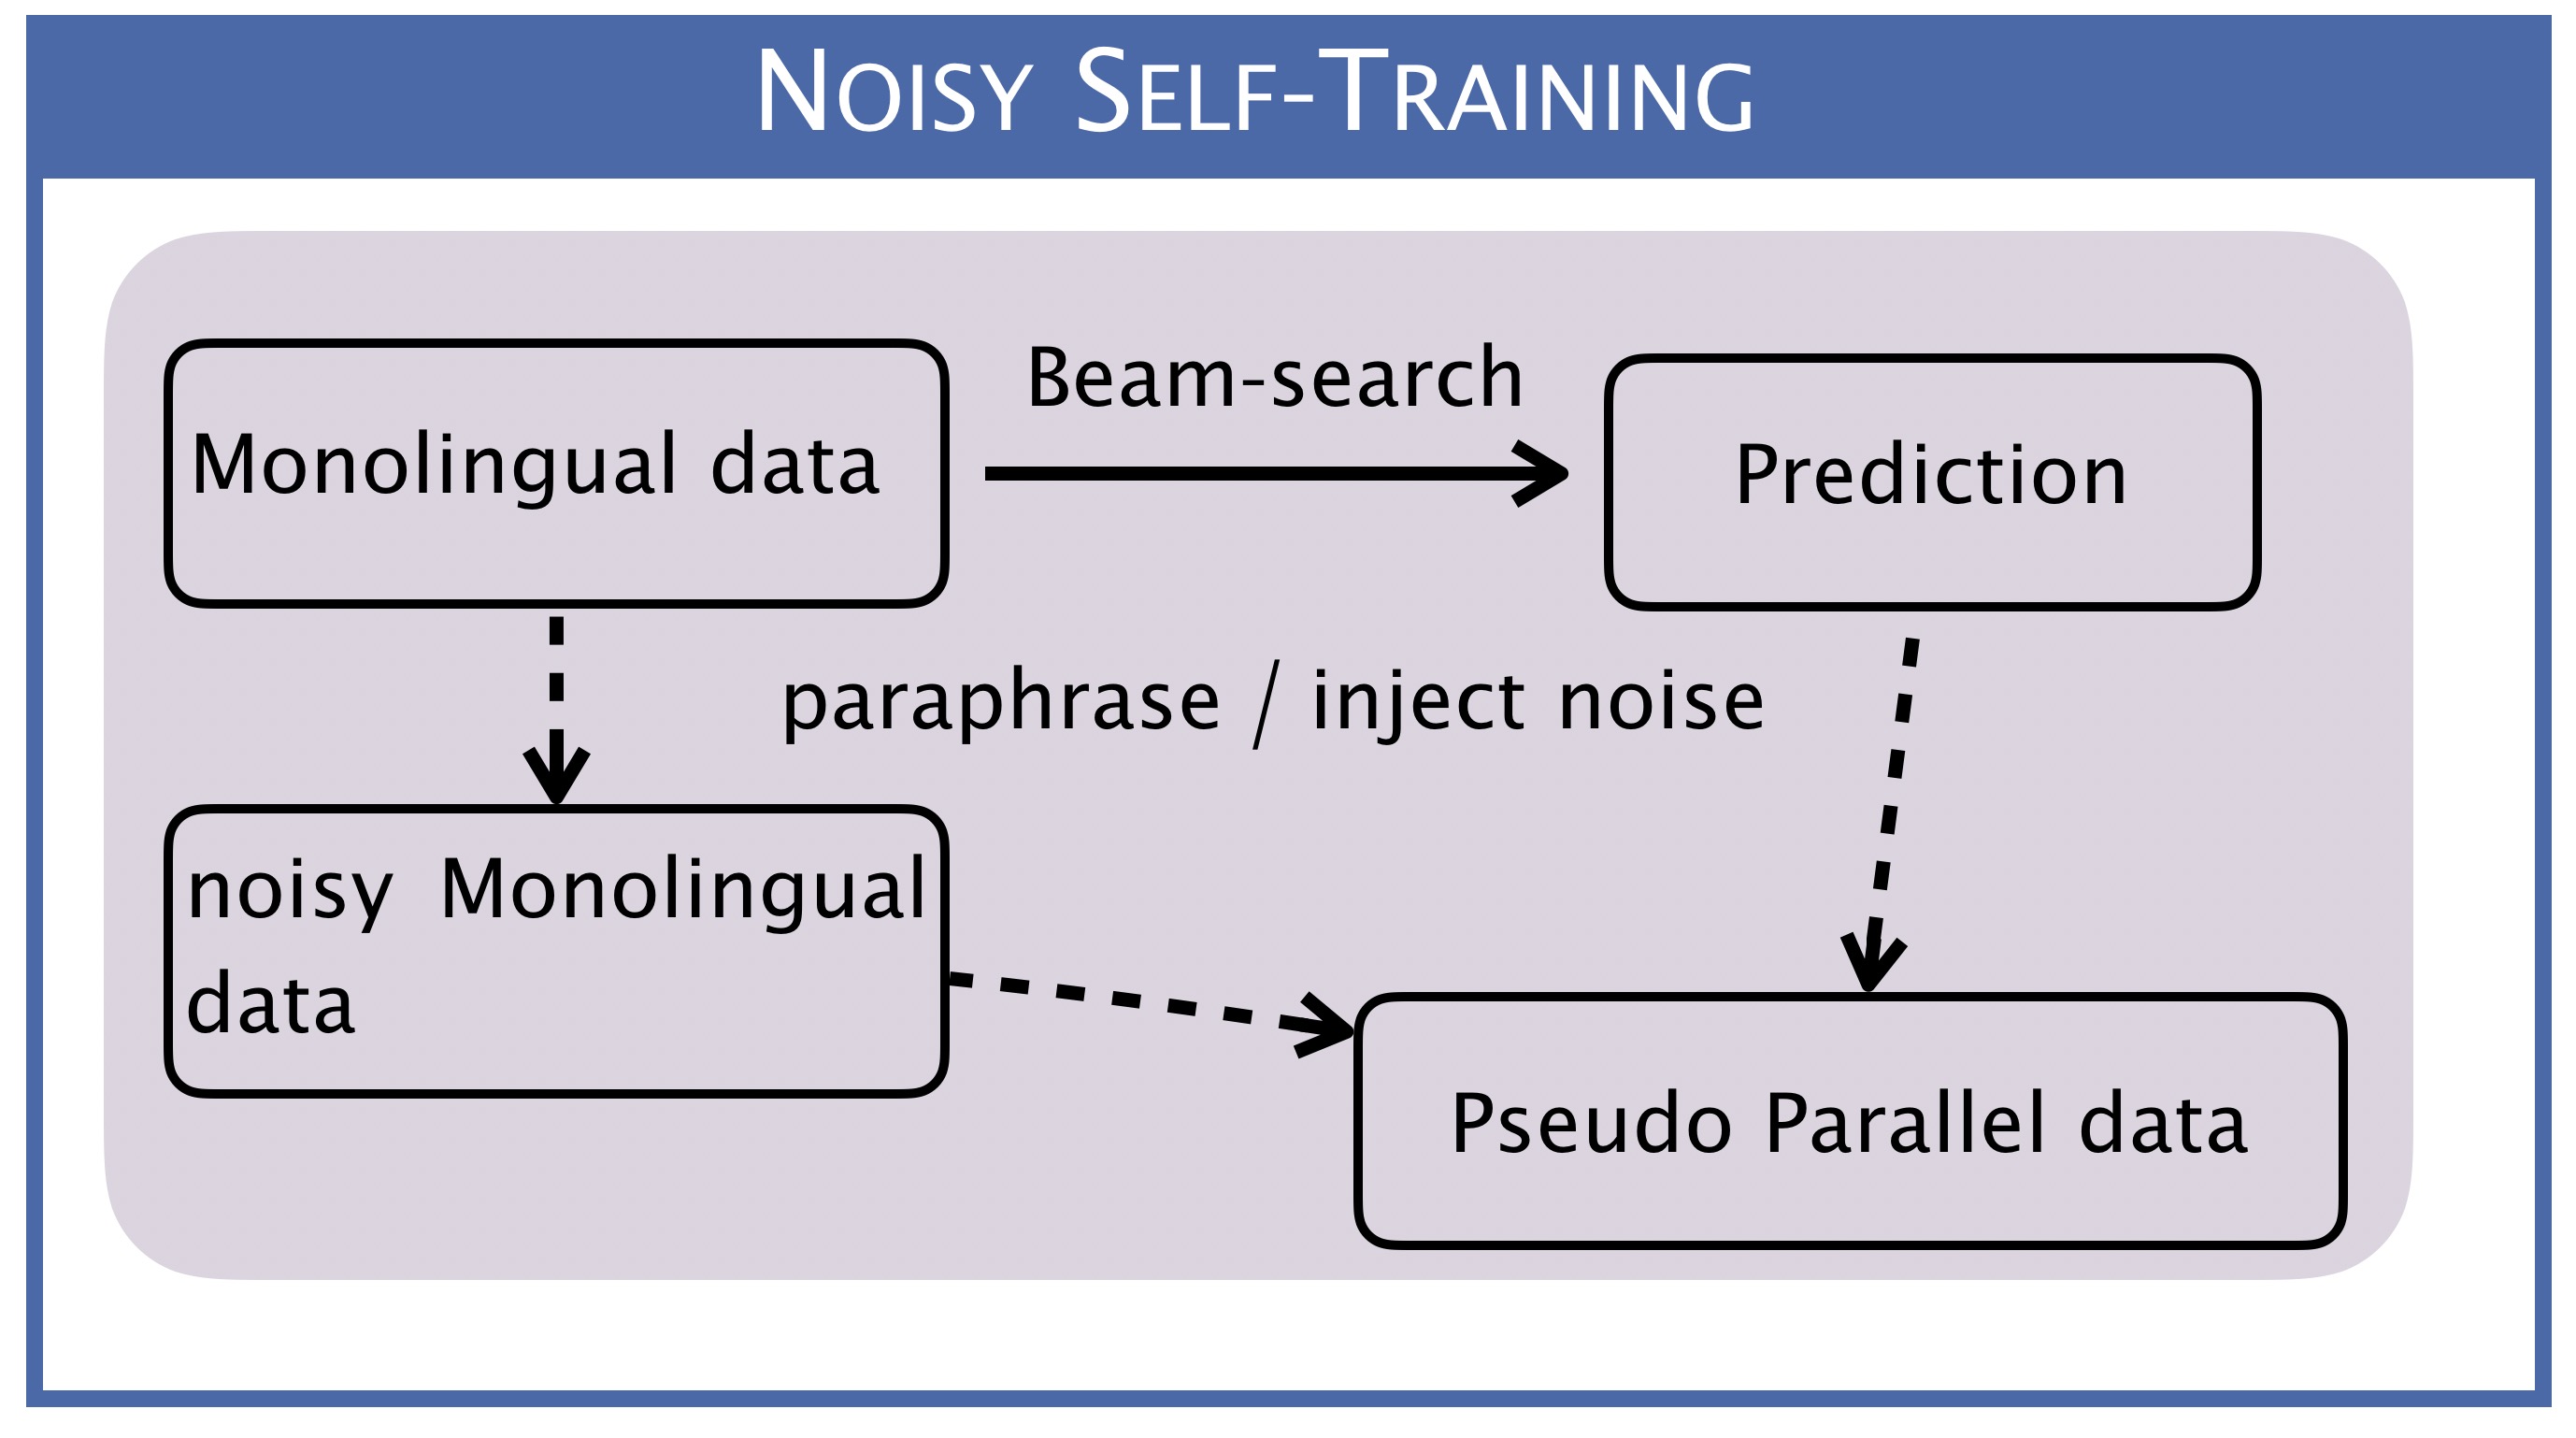 NOISY SELF-TRAINING
Beam-search
Monolingual data
Prediction
paraphrase / inject noise
noisy Monolingual
data
Pseudo Parallel data